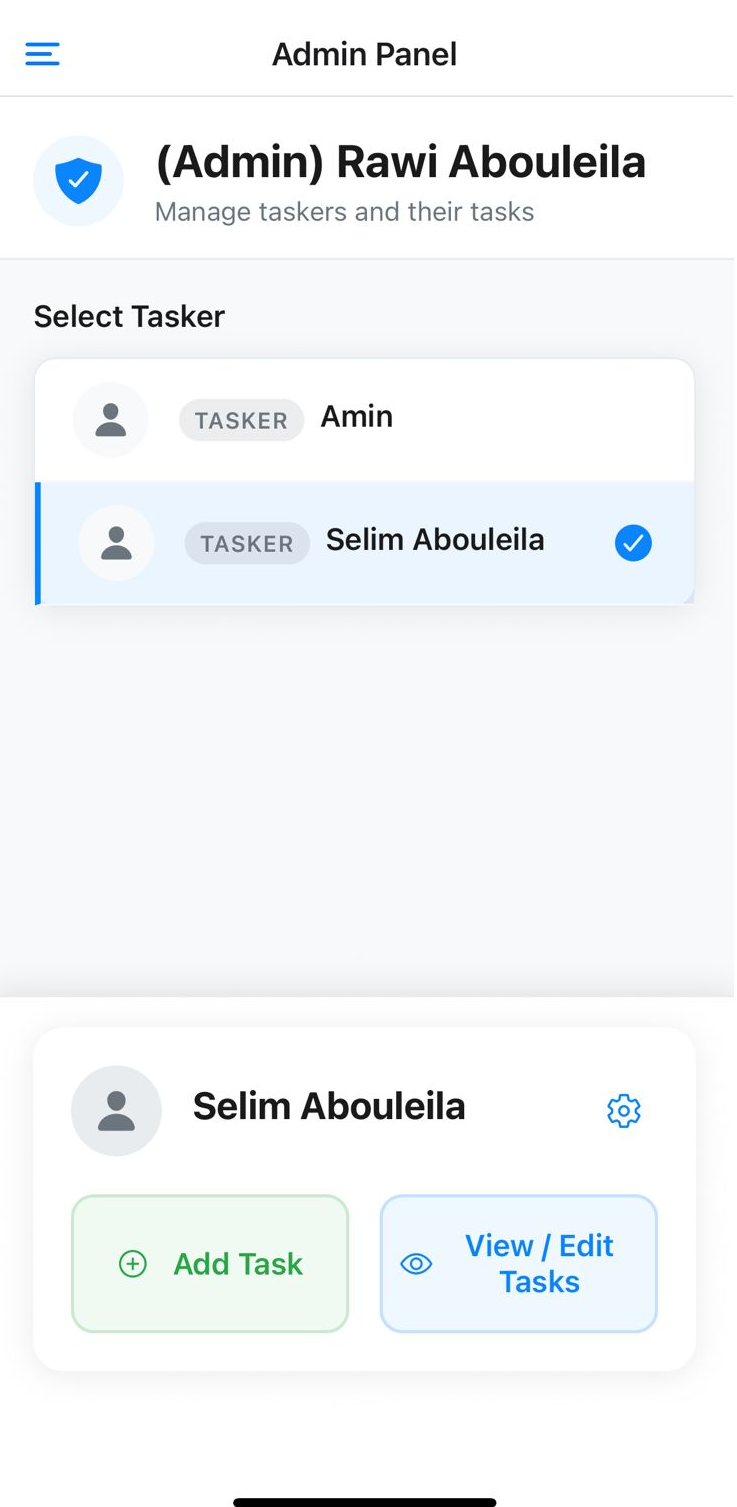 Admin Panel
(Admin) Rawi Abouleila
Manage taskers and their tasks
Select Tasker
TASKER Amin
TASKER Selim Abouleila
Selim Abouleila
Add Task
View / Edit
Tasks